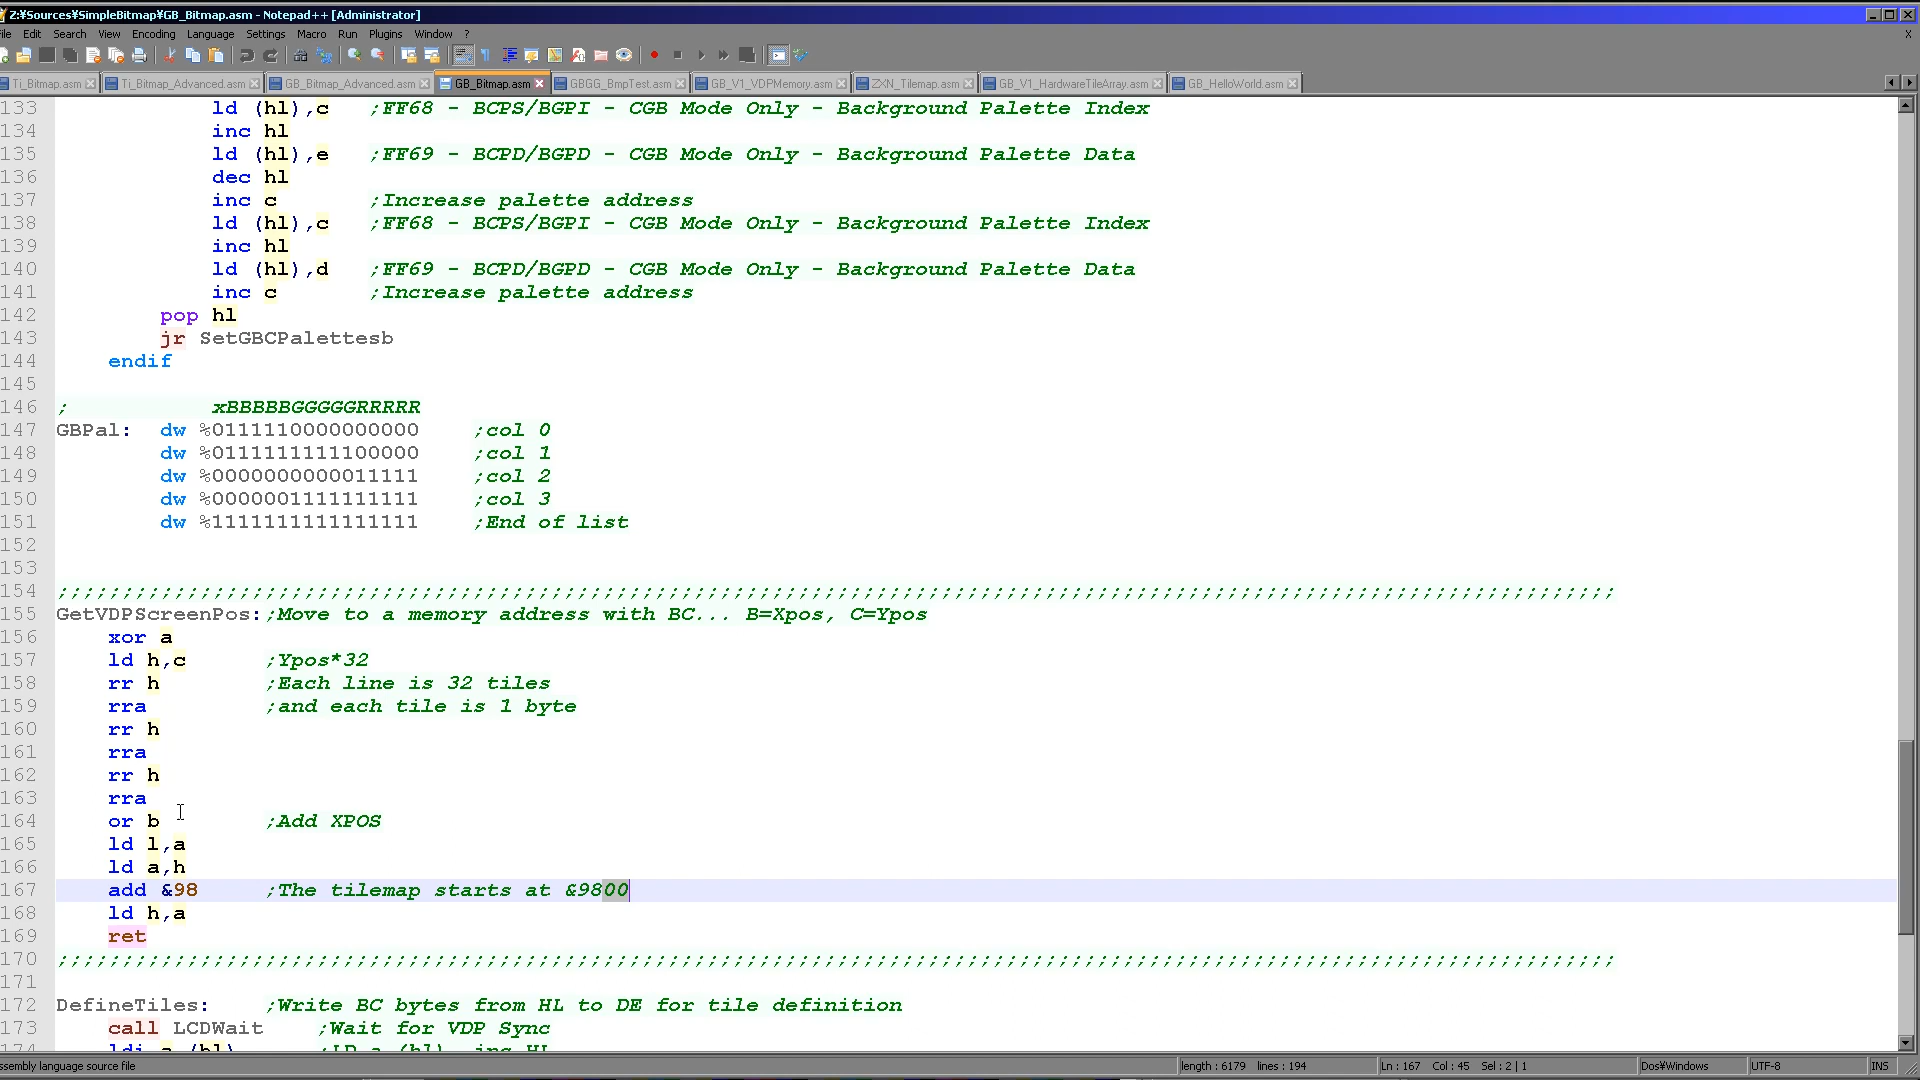 Z:¥Sources¥SimpleBitmap¥GB_Bitmap.asm - Notepad++ [Administrator]
File Edit Search View Encoding Language Settings Macro Run Plugins Window ?
Ti_Bitmap.asm Ti_Bitmap_Advanced.asm GB_Bitmap_Advanced.asm GB_Bitmap.asm GBGG_BmpTest.asm GB_V1_VDPMemory.asm ZXN_Tilemap.asm GB_V1_HardwareTileArray.asm GB_HelloWorld.asm
133 ld (hl),c ;FF68 - BCPS/BGPI - CGB Mode Only - Background Palette Index
134 inc hl
135 ld (hl),e ;FF69 - BCPD/BGPD - CGB Mode Only - Background Palette Data
136 dec hl
137 inc c ;Increase palette address
138 ld (hl),c ;FF68 - BCPS/BGPI - CGB Mode Only - Background Palette Index
139 inc hl
140 ld (hl),d ;FF69 - BCPD/BGPD - CGB Mode Only - Background Palette Data
141 inc c ;Increase palette address
142 pop hl
143 jr SetGBCPalettesb
144 endif
145
146 ; xBBBBBGGGGGRRRRR
147 GBPal: dw %0111110000000000 ;col 0
148 dw %0111111111100000 ;col 1
149 dw %0000000000011111 ;col 2
150 dw %0000001111111111 ;col 3
151 dw %1111111111111111 ;End of list
152
153
154 ;;;;;;;;;;;;;;;;;;;;;;;;;;;;;;;;;;;;;;;;;;;;;;;;;;;;;;;;;;;;;;;;;;;;;;;;;;;;;;;;;;;;;;;;;;;;;;;;;;;;;;;;;;;;;;;;;;;;;;;;
155 GetVDPScreenPos:;Move to a memory address with BC... B=Xpos, C=Ypos
156 xor a
157 ld h,c ;Ypos*32
158 rr h ;Each line is 32 tiles
159 rra ;and each tile is 1 byte
160 rr h
161 rra
162 rr h
163 rra
164 or b ;Add XPOS
165 ld l,a
166 ld a,h
167 add &98 ;The tilemap starts at &9800
168 ld h,a
169 ret
170 ;;;;;;;;;;;;;;;;;;;;;;;;;;;;;;;;;;;;;;;;;;;;;;;;;;;;;;;;;;;;;;;;;;;;;;;;;;;;;;;;;;;;;;;;;;;;;;;;;;;;;;;;;;;;;;;;;;;;;;;;
171
172 DefineTiles: ;Write BC bytes from HL to DE for tile definition
173 call LCDWait ;Wait for VDP Sync
174 ldi a,(hl) ;LD a,(hl), inc HL
ssembly language source file length : 6179 lines : 194 Ln : 167 Col : 45 Sel : 2 | 1 Dos¥Windows UTF-8 INS